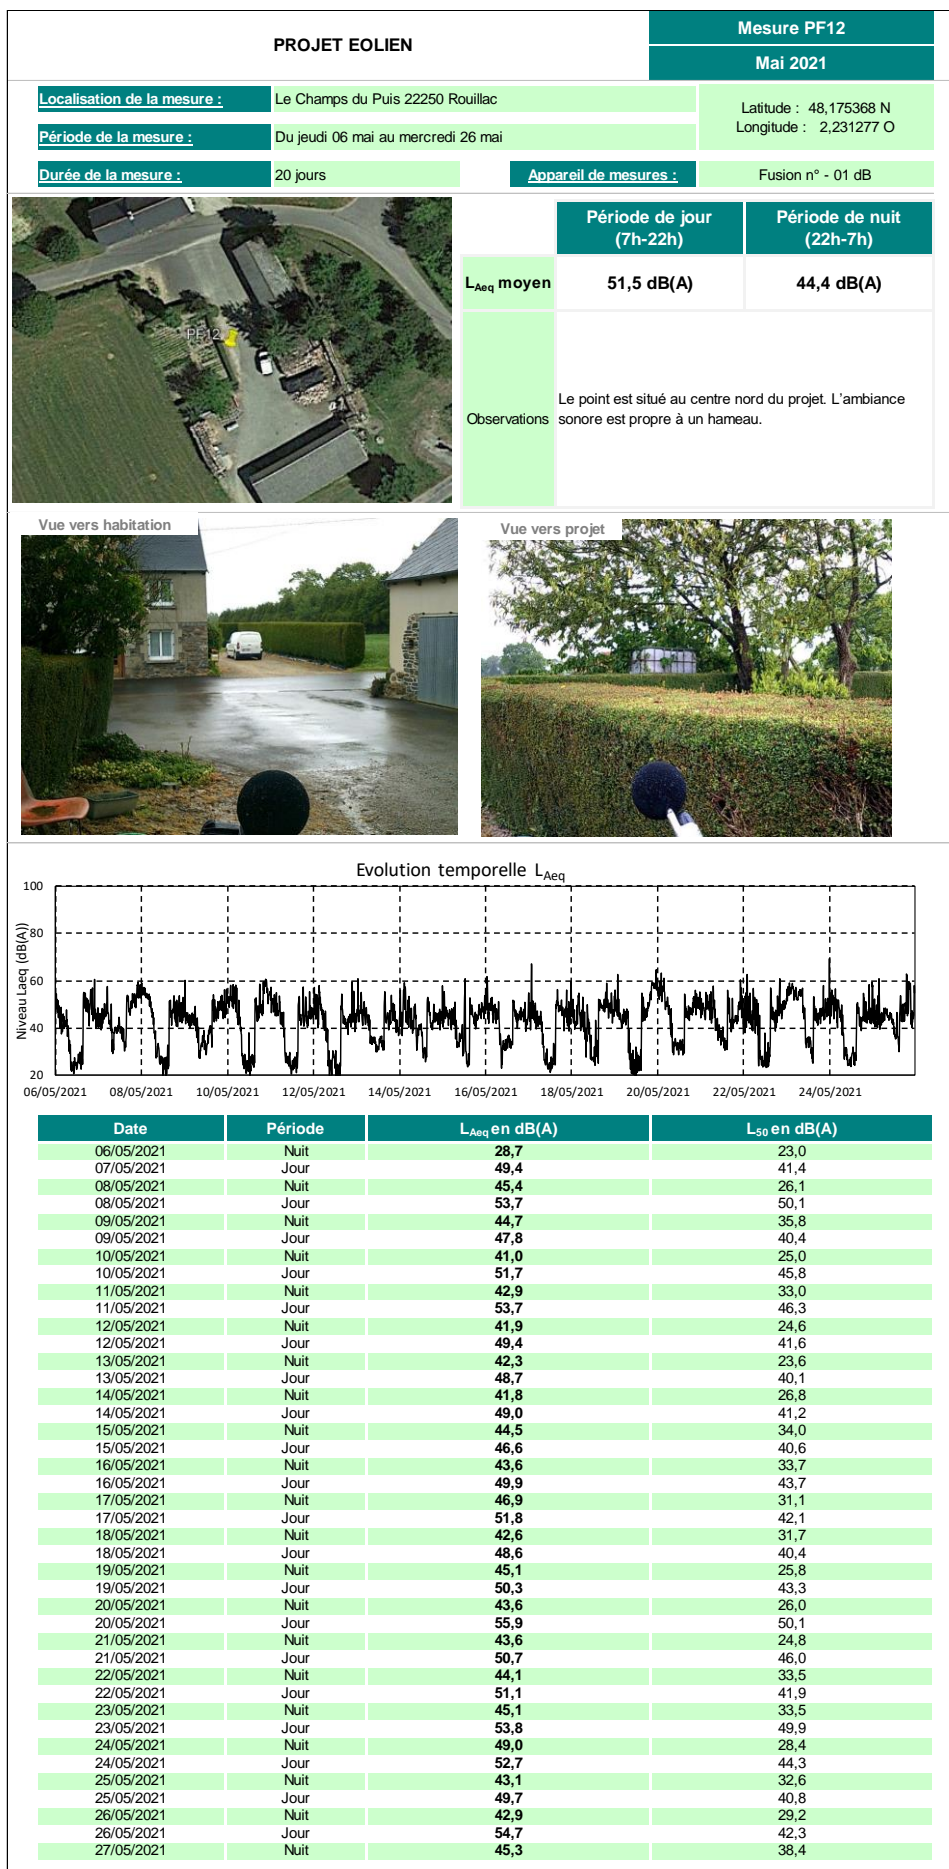 PROJET EOLIEN
Mesure PF12
Mai 2021
Localisation de la mesure :
Le Champs du Puis 22250 Rouillac
Latitude : 48,175368 N
Longitude : 2,231277 O
Période de la mesure :
Du jeudi 06 mai au mercredi 26 mai
Durée de la mesure :
20 jours
Appareil de mesures :
Fusion n° - 01 dB
Période de jour (7h-22h)
Période de nuit (22h-7h)
LAeq moyen
51,5 dB(A)
44,4 dB(A)
PF12
Observations
Le point est situé au centre nord du projet. L'ambiance
sonore est propre à un hameau.
Vue vers habitation
Vue vers projet
Evolution temporelle LAeq
Niveau Laeq (dB(A))
100
80
60
40
20
06/05/2021 08/05/2021 10/05/2021 12/05/2021 14/05/2021 16/05/2021 18/05/2021 20/05/2021 22/05/2021 24/05/2021
Date Période LAeq en dB(A) L50 en dB(A)
06/05/2021 Nuit 28,7 23,0
07/05/2021 Jour 49,4 41,4
08/05/2021 Nuit 45,4 26,1
08/05/2021 Jour 53,7 50,1
09/05/2021 Nuit 44,7 35,8
09/05/2021 Jour 47,8 40,4
10/05/2021 Nuit 41,0 25,0
10/05/2021 Jour 51,7 45,8
11/05/2021 Nuit 42,9 33,0
11/05/2021 Jour 53,7 46,3
12/05/2021 Nuit 41,9 24,6
12/05/2021 Jour 49,4 41,6
13/05/2021 Nuit 42,3 23,6
13/05/2021 Jour 48,7 40,1
14/05/2021 Nuit 41,8 26,8
14/05/2021 Jour 49,0 41,2
15/05/2021 Nuit 44,5 34,0
15/05/2021 Jour 46,6 40,6
16/05/2021 Nuit 43,6 33,7
16/05/2021 Jour 49,9 43,7
17/05/2021 Nuit 46,9 31,1
17/05/2021 Jour 51,8 42,1
18/05/2021 Nuit 42,6 31,7
18/05/2021 Jour 48,6 40,4
19/05/2021 Nuit 45,1 25,8
19/05/2021 Jour 50,3 43,3
20/05/2021 Nuit 43,6 26,0
20/05/2021 Jour 55,9 50,1
21/05/2021 Nuit 43,6 24,8
21/05/2021 Jour 50,7 46,0
22/05/2021 Nuit 44,1 33,5
22/05/2021 Jour 51,1 41,9
23/05/2021 Nuit 45,1 33,5
23/05/2021 Jour 53,8 49,9
24/05/2021 Nuit 49,0 28,4
24/05/2021 Jour 52,7 44,3
25/05/2021 Nuit 43,1 32,6
25/05/2021 Jour 49,7 40,8
26/05/2021 Nuit 42,9 29,2
26/05/2021 Jour 54,7 42,3
27/05/2021 Nuit 45,3 38,4